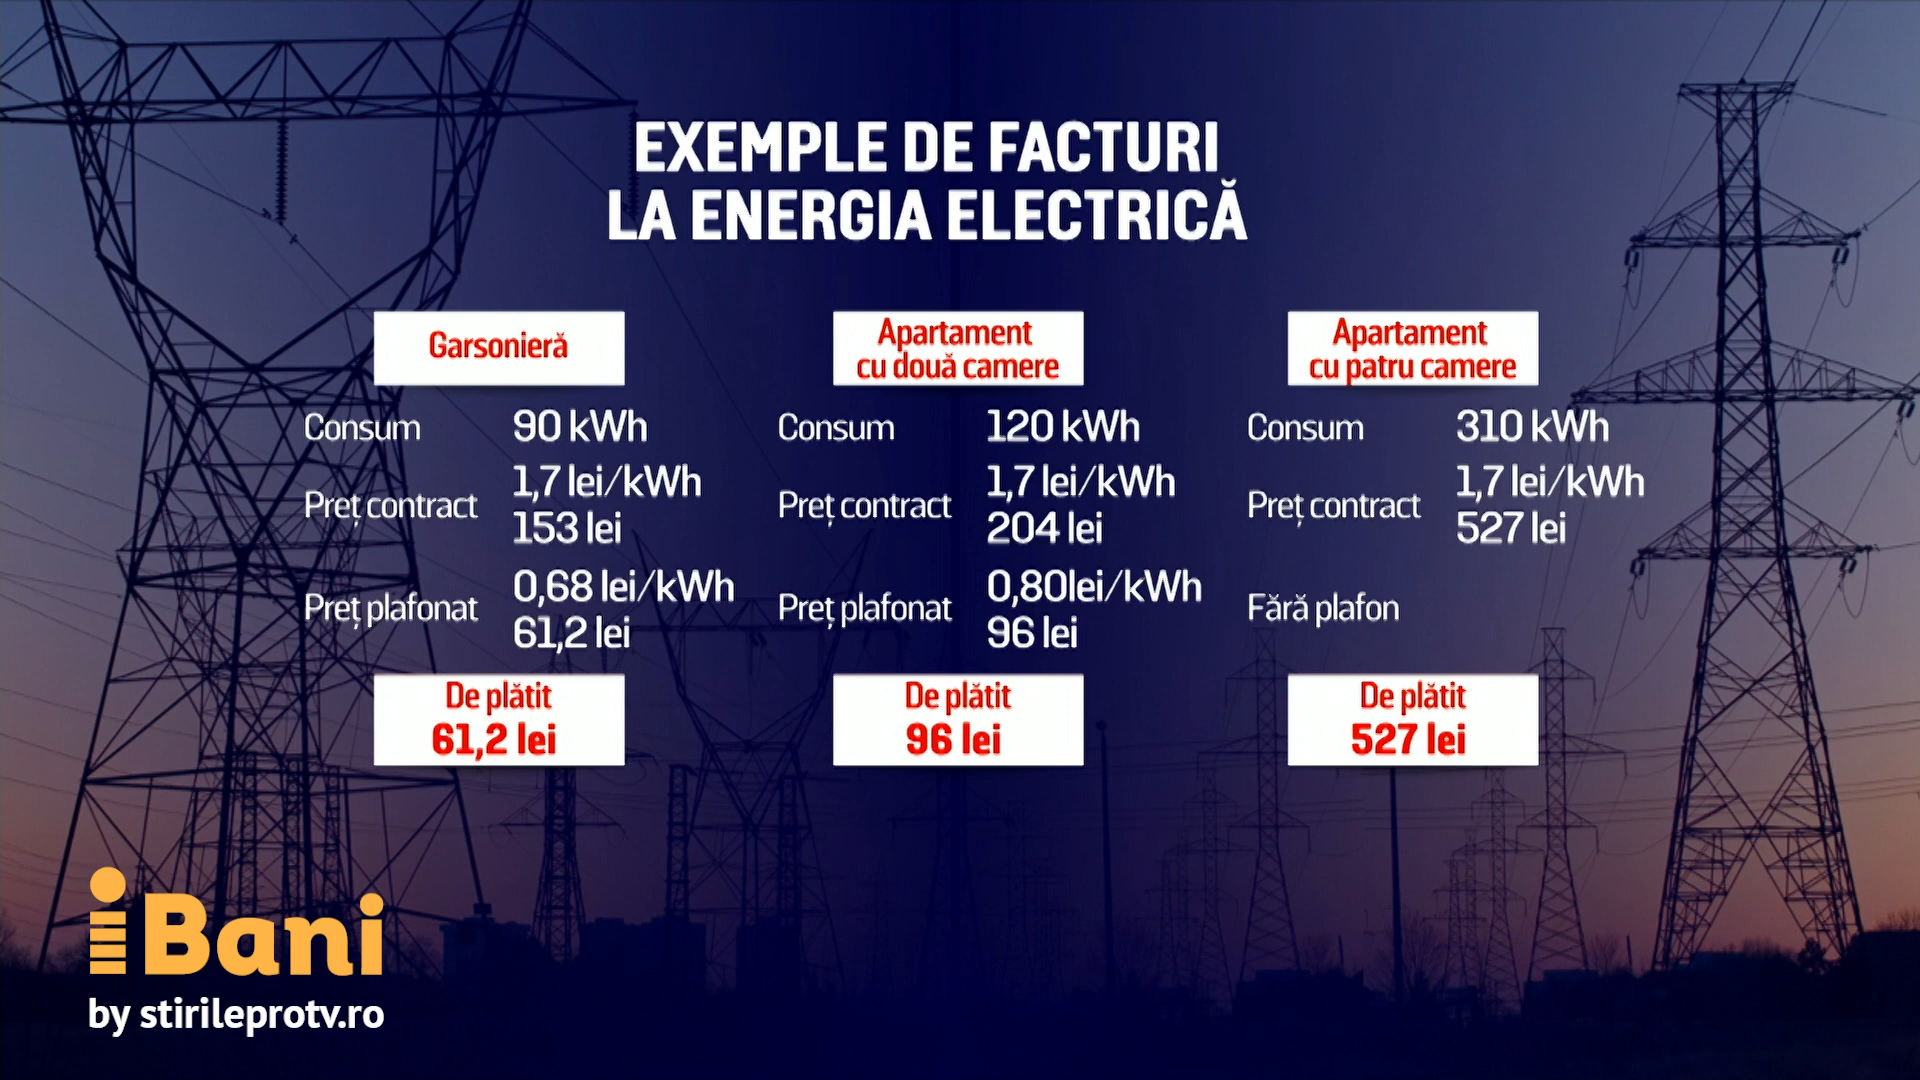 EXEMPLE DE FACTURI
LA ENERGIA ELECTRICĂ
Garsonieră
Consum 90 kWh
Preț contract 1,7 lei/kWh
153 lei
Preț plafonat 0,68 lei/kWh
61,2 lei
De plătit
61,2 lei
Apartament
cu două camere
Consum 120 kWh
Preț contract 1,7 lei/kWh
204 lei
Preț plafonat 0,80lei/kWh
96 lei
De plătit
96 lei
Apartament
cu patru camere
Consum 310 kWh
Preț contract 1,7 lei/kWh
527 lei
Fără plafon
De plătit
527 lei
iBani
by stirileprotv.ro